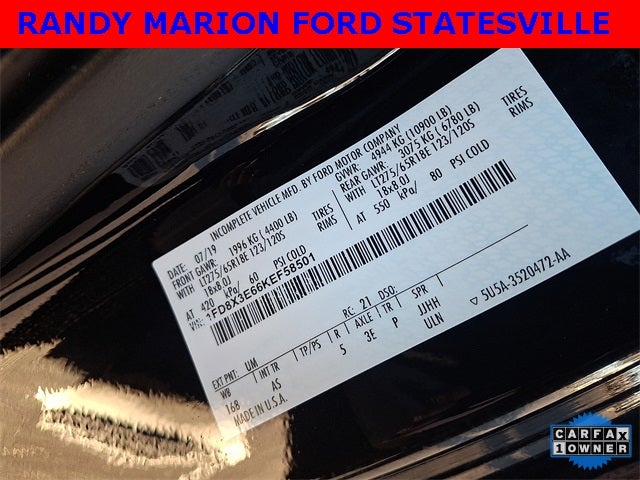 RANDY MARION FORD STATESVILLE
INCOMPLETE VEHICLE MFD. BY FORD MOTOR COMPANY
DATE: 07/19 GVWR: 4944 KG (10900 LB)
FRONT GAWR: 1996 KG (4400 LB) REAR GAWR: 3075 KG (6780 LB)
WITH LT275/65R18E 123/120S TIRES WITH LT275/65R18E 123/120S TIRES
18x8.0J RIMS 18x8.0J RIMS
AT 420 kPa/ 60 PSI COLD AT 550 kPa/ 80 PSI COLD
VIN: 1FD8X3E66KEF58501
EXT PNT: UM RC: 21 DSO:
WB INT TR TP/PS R AXLE TR SPR
168 AS S 3E P JJHH
MADE IN U.S.A. ULN
▽ 5U5A-3520472-AA
CARFAX
1 OWNER